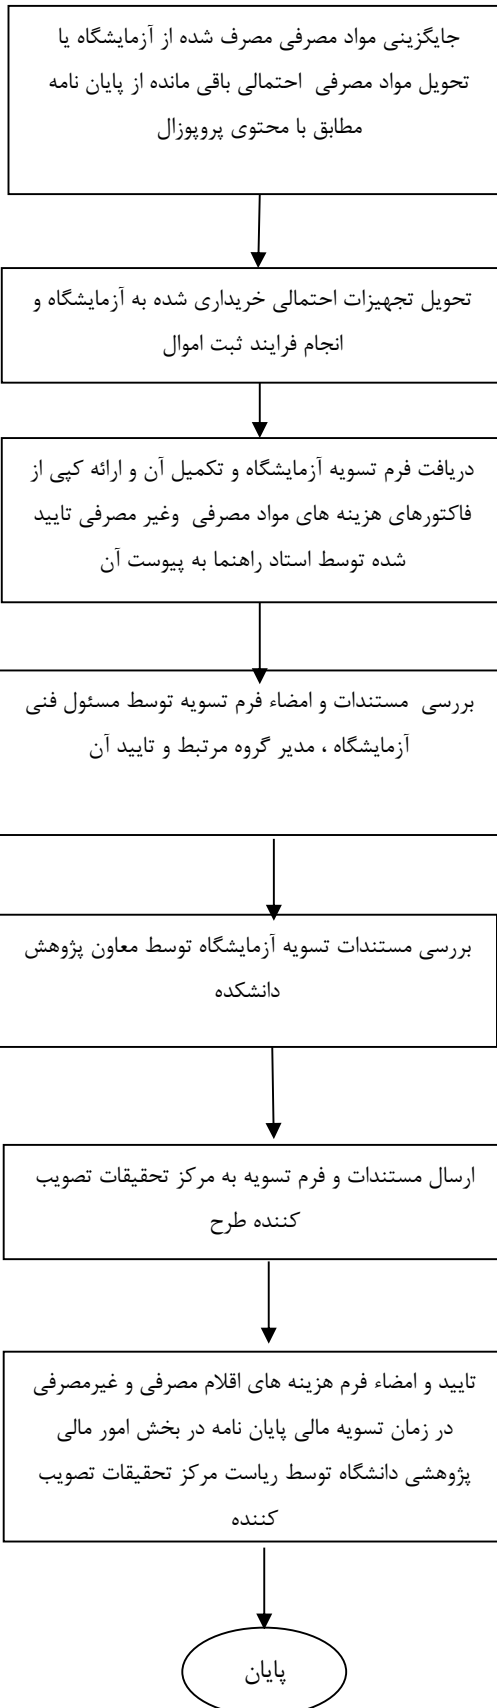 جایگزینی مواد مصرفی مصرف شده از آزمایشگاه یا
تحویل مواد مصرفی احتمالی باقی مانده از پایان نامه
مطابق با محتوی پروپوزال
تحویل تجهیزات احتمالی خریداری شده به آزمایشگاه و
انجام فرایند ثبت اموال
دریافت فرم تسویه آزمایشگاه و تکمیل آن و ارائه کپی از
فاکتورهای هزینه های مواد مصرفی وغیر مصرفی تایید
شده توسط استاد راهنما به پیوست آن
بررسی مستندات و امضاء فرم تسویه توسط مسئول فنی
آزمایشگاه ، مدیر گروه مرتبط و تایید آن
بررسی مستندات تسویه آزمایشگاه توسط معاون پژوهش
دانشکده
ارسال مستندات و فرم تسویه به مرکز تحقیقات تصویب
کننده طرح
تایید و امضاء فرم هزینه های اقلام مصرفی و غیرمصرفی
در زمان تسویه مالی پایان نامه در بخش امور مالی
پژوهشی دانشگاه توسط ریاست مرکز تحقیقات تصویب
کننده
پایان